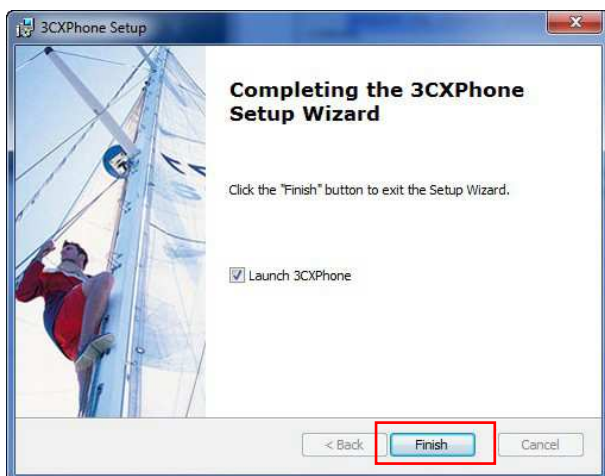 3CXPhone Setup
Completing the 3CXPhone
Setup Wizard
Click the "Finish" button to exit the Setup Wizard.
Launch 3CXPhone
< Back
Finish
Cancel